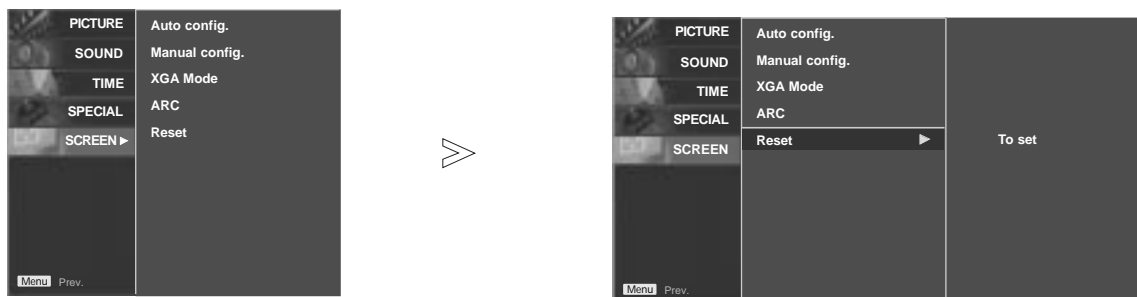 PICTURE
SOUND
TIME
SPECIAL
SCREEN ▶
Auto config.
Manual config.
XGA Mode
ARC
Reset
Menu Prev.
>
PICTURE
SOUND
TIME
SPECIAL
SCREEN
Auto config.
Manual config.
XGA Mode
ARC
Reset ▶
To set
Menu Prev.